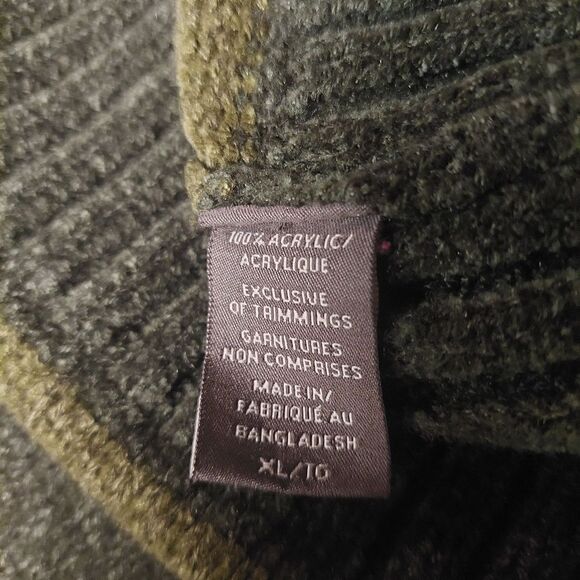 100% ACRYLIC/
ACRYLIQUE
EXCLUSIVE
OF TRIMMINGS
GARNITURES
NON COMPRISES
MADE IN/
FABRIQUÉ AU
BANGLADESH
XL/TG